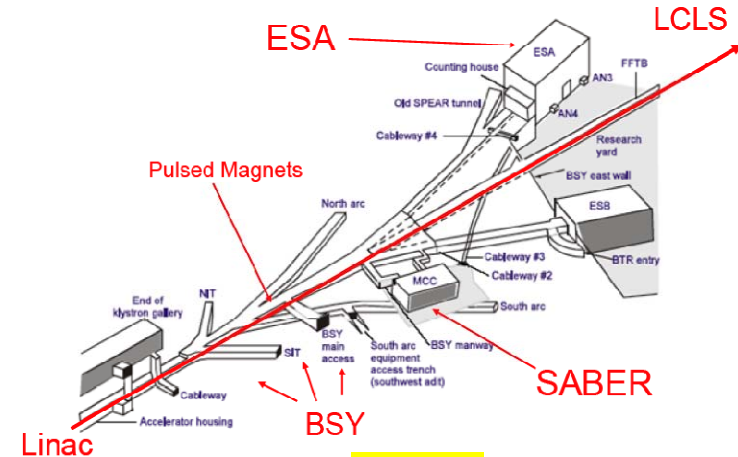 LCLS
ESA
ESA
FFTB
Counting house
AN3
Old SPEAR tunnel
AN4
Cableway #4
Research
yard
Pulsed Magnets
BSY east wall
North arc
ESB
Cableway #3
BTR entry
Cableway #2
MCC
NIT
End of
klystron gallery
South arc
SIT
BSY
main
access
South arc
equipment
access trench
(southwest adit)
BSY manway
SABER
Cableway
BSY
Accelerator housing
Linac